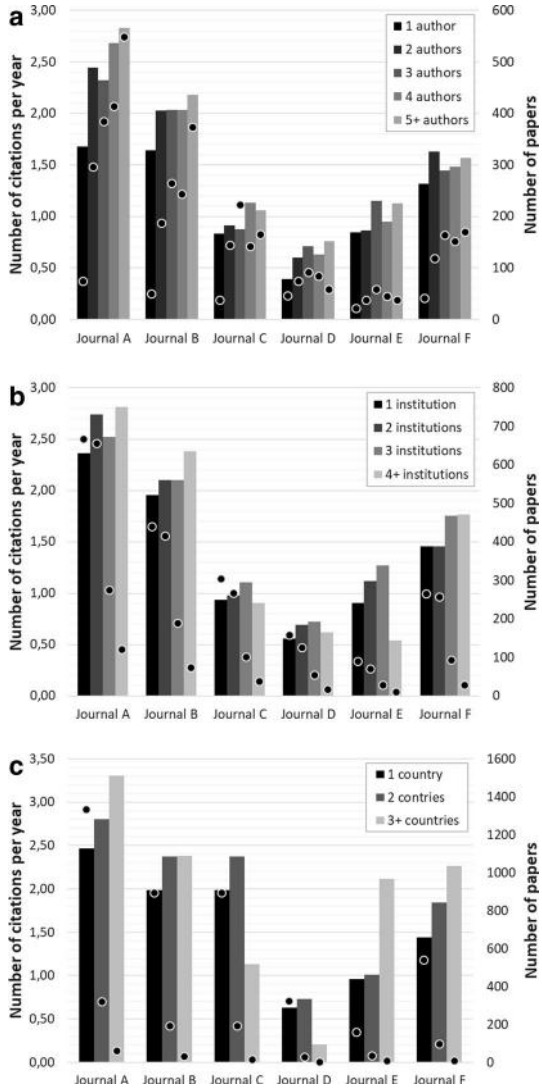 a
Number of citations per year
3,00
2,50
2,00
1,50
1,00
0,50
0,00
600
500
400
300
200
100
0
Number of papers
1 author
2 authors
3 authors
4 authors
5+ authors
Journal A Journal B Journal C Journal D Journal E Journal F
b
Number of citations per year
3,00
2,50
2,00
1,50
1,00
0,50
0,00
800
700
600
500
400
300
200
100
0
Number of papers
1 institution
2 institutions
3 institutions
4+ institutions
Journal A Journal B Journal C Journal D Journal E Journal F
c
Number of citations per year
3,50
3,00
2,50
2,00
1,50
1,00
0,50
0,00
1600
1400
1200
1000
800
600
400
200
0
Number of papers
1 country
2 contries
3+ countries
Journal A Journal B Journal C Journal D Journal E Journal F